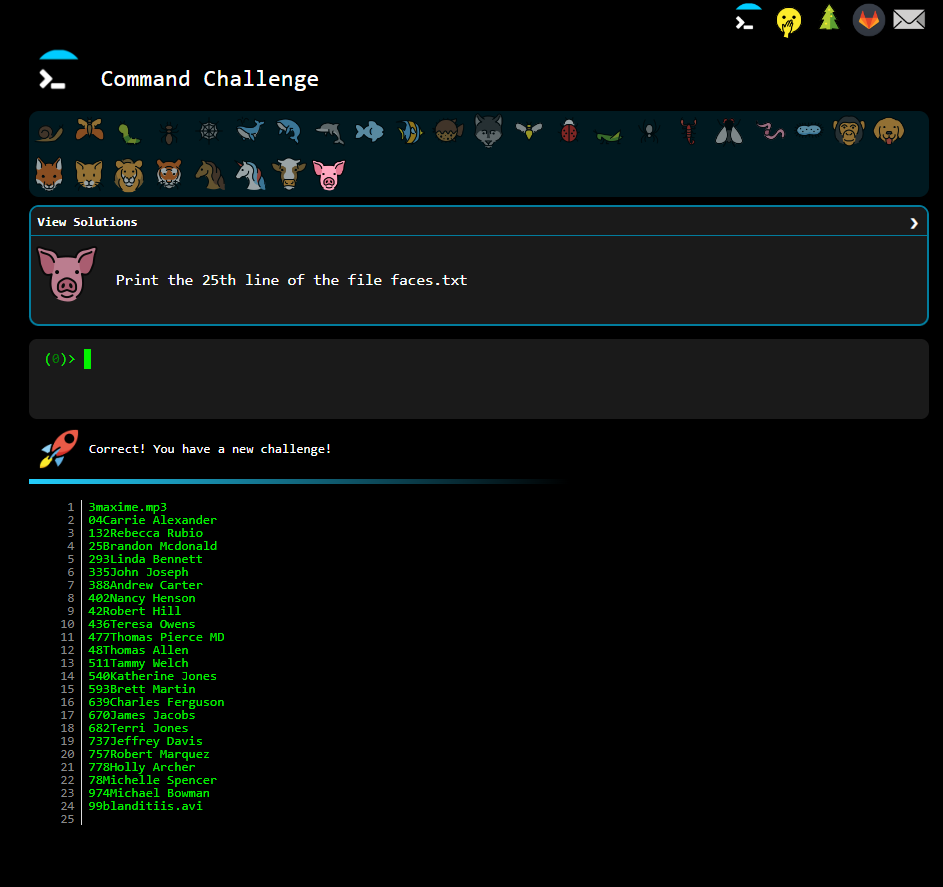 Command Challenge
View Solutions
Print the 25th line of the file faces.txt
(0)>
Correct! You have a new challenge!
1 3maxime.mp3
2 04Carrie Alexander
3 132Rebecca Rubio
4 25Brandon Mcdonald
5 293Linda Bennett
6 335John Joseph
7 388Andrew Carter
8 402Nancy Henson
9 42Robert Hill
10 436Teresa Owens
11 477Thomas Pierce MD
12 48Thomas Allen
13 511Tammy Welch
14 540Katherine Jones
15 593Brett Martin
16 639Charles Ferguson
17 670James Jacobs
18 682Terri Jones
19 737Jeffrey Davis
20 757Robert Marquez
21 778Holly Archer
22 78Michelle Spencer
23 974Michael Bowman
24 99blanditiis.avi
25